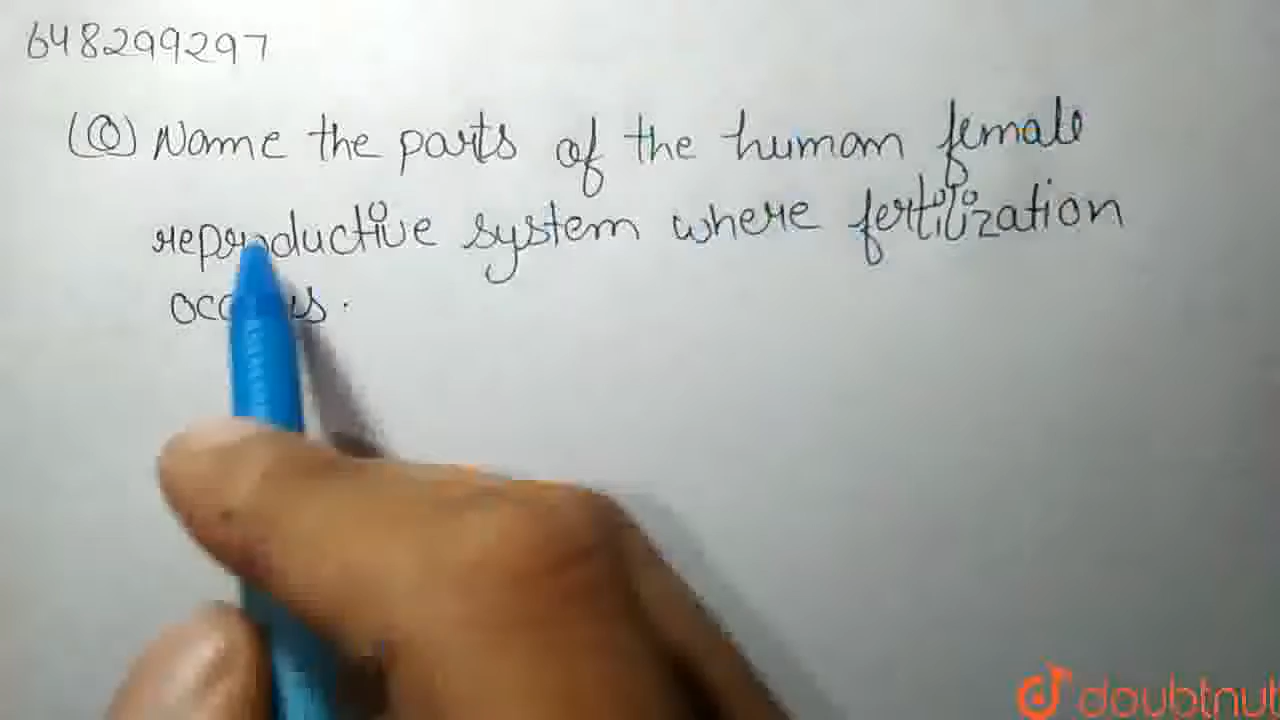 648299297
(Q) Name the parts of the human female
reproductive system where fertilization
doubtnut